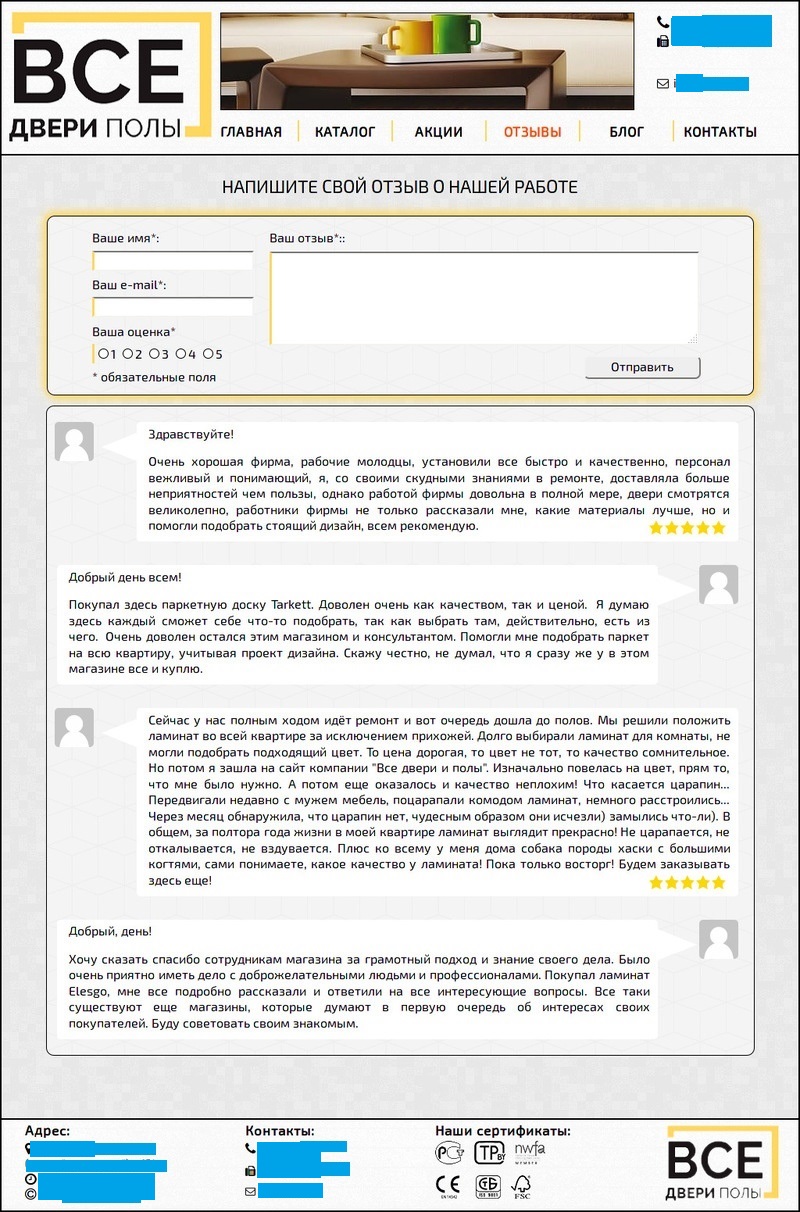 ВСЕ
ДВЕРИ ПОЛЫ
ГЛАВНАЯ
КАТАЛОГ
АКЦИИ
ОТЗЫВЫ
БЛОГ
КОНТАКТЫ
НАПИШИТЕ СВОЙ ОТЗЫВ О НАШЕЙ РАБОТЕ
Ваше имя*:
Ваш e-mail*:
Ваша оценка*
1 2 3 4 5
* обязательные поля
Ваш отзыв*::
Отправить
Здравствуйте!
Очень хорошая фирма, рабочие молодцы, установили все быстро и качественно, персонал
вежливый и понимающий, я, со своими скудными знаниями в ремонте, доставляла больше
неприятностей чем пользы, однако работой фирмы довольна в полной мере, двери смотрятся
великолепно, работники фирмы не только рассказали мне, какие материалы лучше, но и
помогли подобрать стоящий дизайн, всем рекомендую.
Добрый день всем!
Покупал здесь паркетную доску Tarkett. Доволен очень как качеством, так и ценой. Я думаю
здесь каждый сможет себе что-то подобрать, так как выбрать там, действительно, есть из
чего. Очень доволен остался этим магазином и консультантом. Помогли мне подобрать паркет
на всю квартиру, учитывая проект дизайна. Скажу честно, не думал, что я сразу же у в этом
магазине все и куплю.
Сейчас у нас полным ходом идёт ремонт и вот очередь дошла до полов. Мы решили положить
ламинат во всей квартире за исключением прихожей. Долго выбирали ламинат для комнаты, не
могли подобрать подходящий цвет. То цена дорогая, то цвет не тот, то качество сомнительное.
Но потом я зашла на сайт компании "Все двери и полы". Изначально повелась на цвет, прям то,
что мне было нужно. А потом еще оказалось и качество неплохим! Что касается царапин...
Передвигали недавно с мужем мебель, поцарапали комодом ламинат, немного расстроились...
Через месяц обнаружила, что царапин нет, чудесным образом они исчезли) замылись что-ли). В
общем, за полтора года жизни в моей квартире ламинат выглядит прекрасно! Не царапается, не
откалывается, не вздувается. Плюс ко всему у меня дома собака породы хаски с большими
когтями, сами понимаете, какое качество у ламината! Пока только восторг! Будем заказывать
здесь еще!
Добрый, день!
Хочу сказать спасибо сотрудникам магазина за грамотный подход и знание своего дела. Было
очень приятно иметь дело с доброжелательными людьми и профессионалами. Покупал ламинат
Elesgo, мне все подробно рассказали и ответили на все интересующие вопросы. Все таки
существуют еще магазины, которые думают в первую очередь об интересах своих
покупателей. Буду советовать своим знакомым.
Адрес:
Контакты:
Наши сертификаты:
ТР BY
nwfa
CE
СТБ
FSC
ВСЕ
ДВЕРИ ПОЛЫ